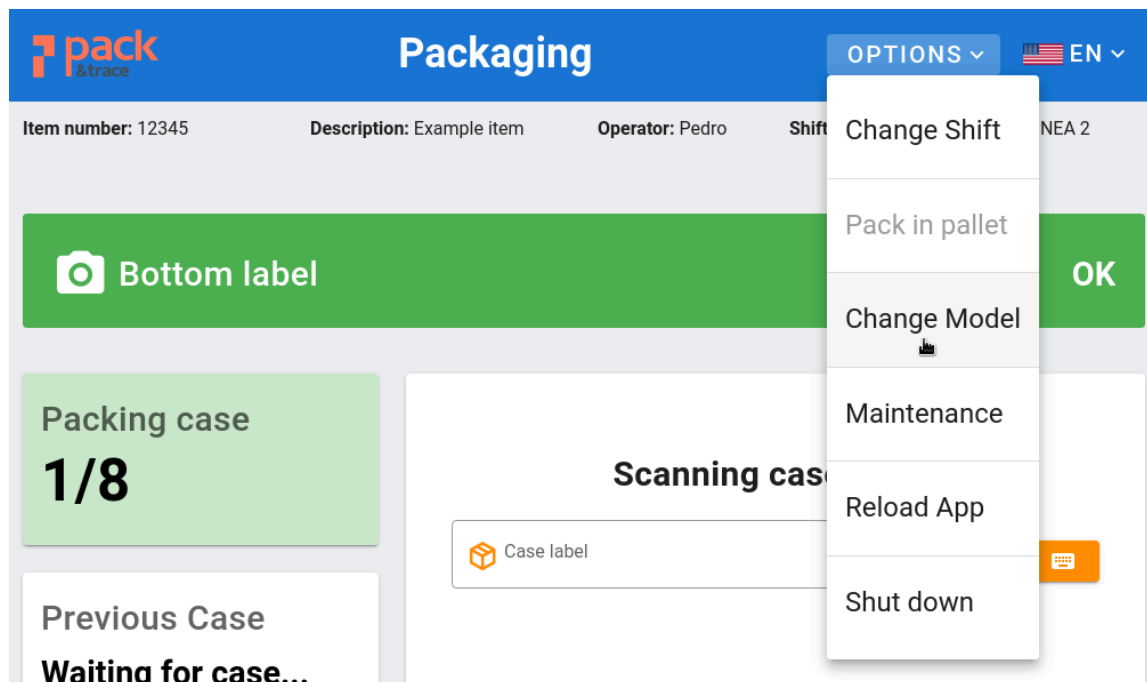 pack
&trace
Packaging
OPTIONS
EN
Item number: 12345
Description: Example item
Operator: Pedro
Shift
NEA 2
Change Shift
Pack in pallet
Change Model
Maintenance
Reload App
Shut down
Bottom label
OK
Packing case
1/8
Scanning cas
Case label
Previous Case
Waiting for case...